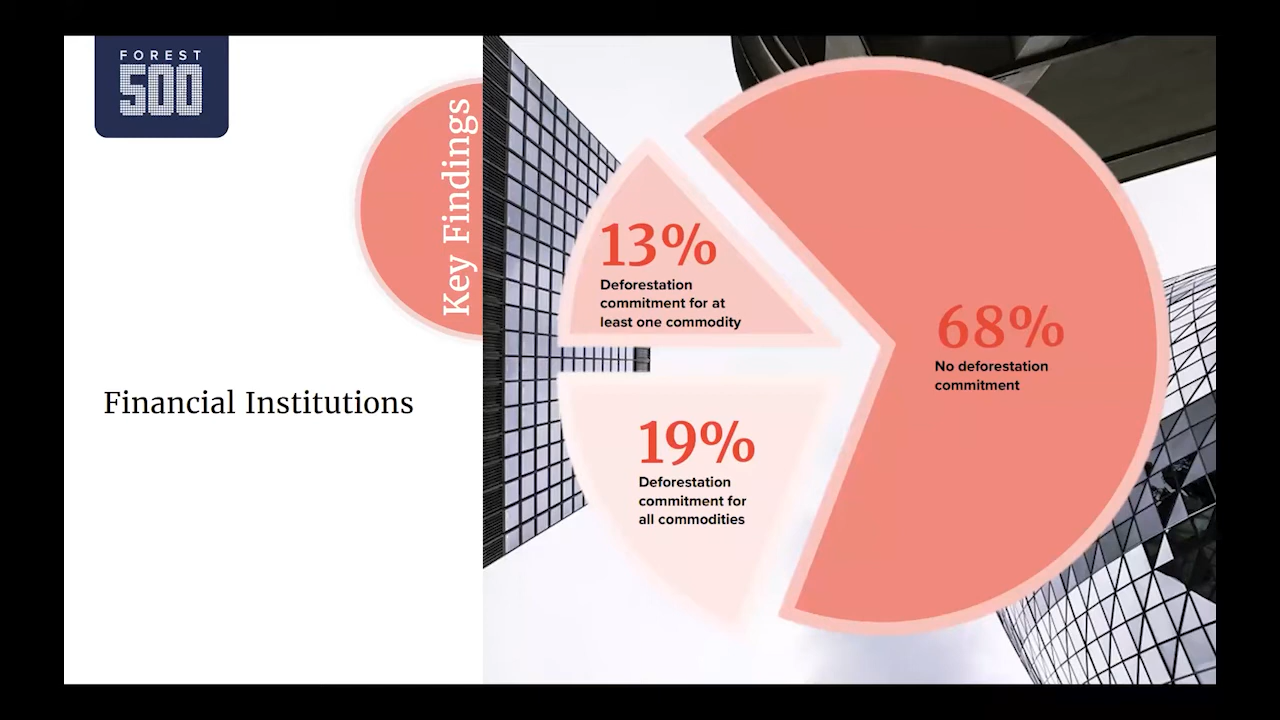 FOREST
500
Key Findings
Financial Institutions
13%
Deforestation
commitment for at
least one commodity
19%
Deforestation
commitment for
all commodities
68%
No deforestation
commitment